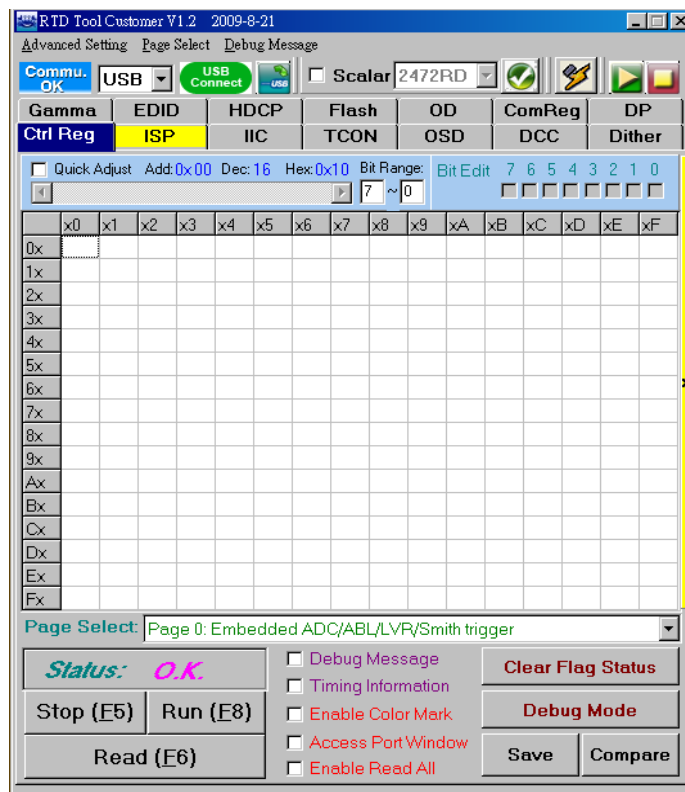 RTD Tool Customer V1.2 2009-8-21
Advanced Setting Page Select Debug Message
Commu. OK USB USB Connect USB Scalar 2472RD
Gamma EDID HDCP Flash OD ComReg DP
Ctrl Reg ISP IIC TCON OSD DCC Dither
Quick Adjust Add: 0x00 Dec: 16 Hex: 0x10 Bit Range: Bit Edit 7 6 5 4 3 2 1 0
7 ~ 0
x0 x1 x2 x3 x4 x5 x6 x7 x8 x9 xA xB xC xD xE xF
0x
1x
2x
3x
4x
5x
6x
7x
8x
9x
Ax
Bx
Cx
Dx
Ex
Fx
Page Select: Page 0: Embedded ADC/ABL/LVR/Smith trigger
Status: O.K.
Debug Message
Clear Flag Status
Timing Information
Stop (F5) Run (F8)
Enable Color Mark
Debug Mode
Read (F6)
Access Port Window
Save Compare
Enable Read All